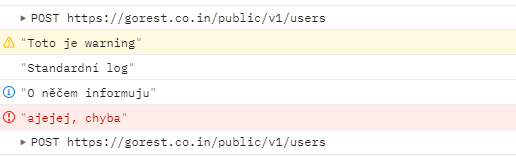 POST https://gorest.co.in/public/v1/users
"Toto je warning"
"Standardní log"
"O něčem informuju"
"ajejej, chyba"
POST https://gorest.co.in/public/v1/users